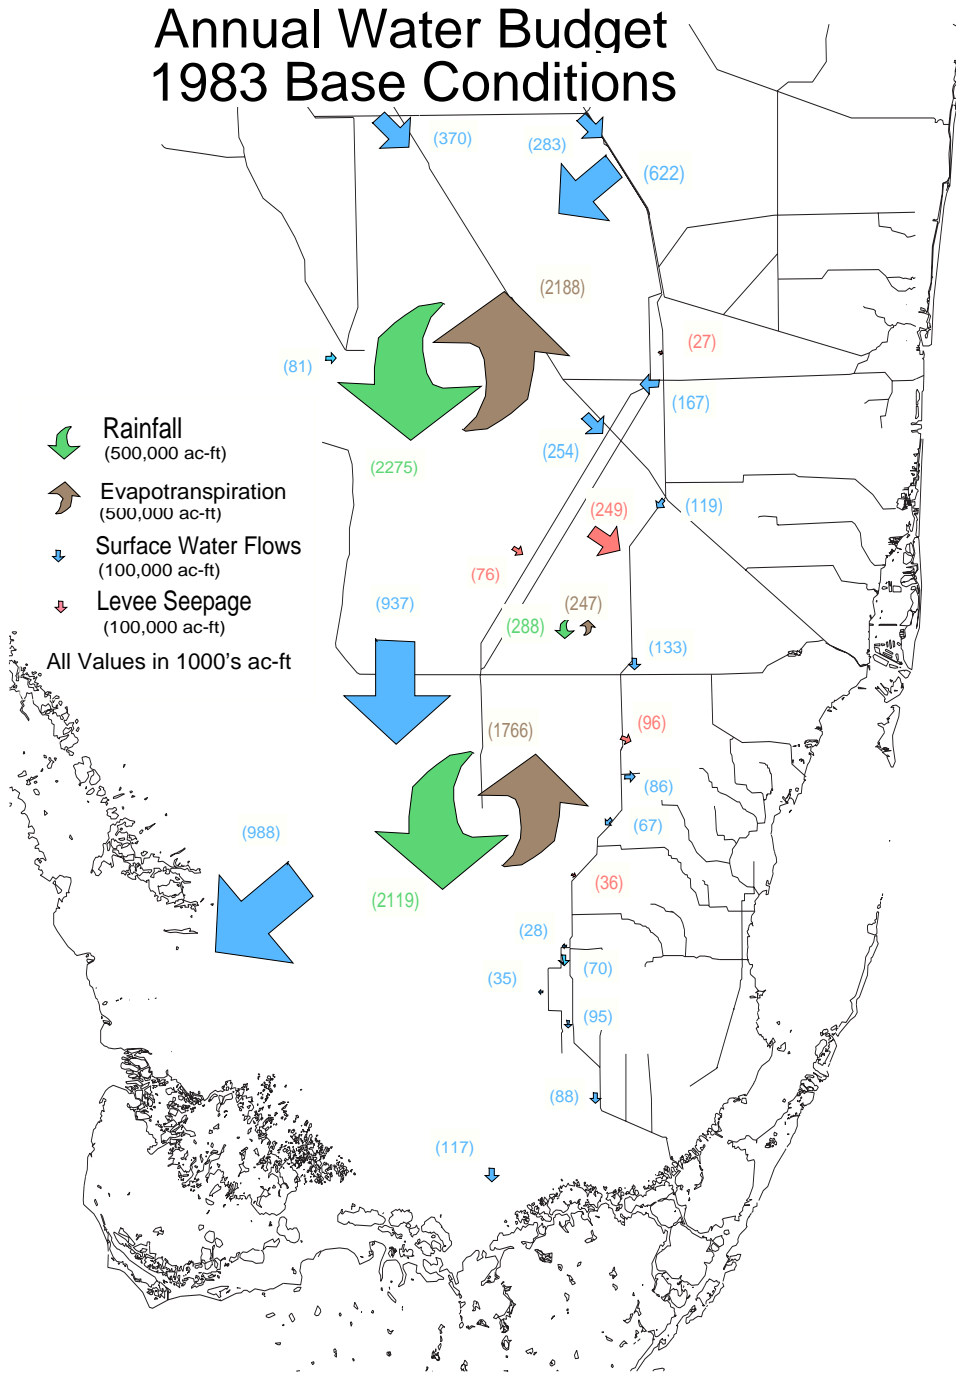 Annual Water Budget
1983 Base Conditions
(370)
(283)
(622)
(2188)
(27)
(81)
(167)
Rainfall
(500,000 ac-ft)
(254)
(2275)
Evapotranspiration
(500,000 ac-ft)
(249)
(119)
Surface Water Flows
(100,000 ac-ft)
(76)
(937)
(247)
Levee Seepage
(100,000 ac-ft)
(288)
(133)
All Values in 1000's ac-ft
(1766)
(96)
(86)
(988)
(67)
(36)
(2119)
(28)
(35)
(70)
(95)
(88)
(117)